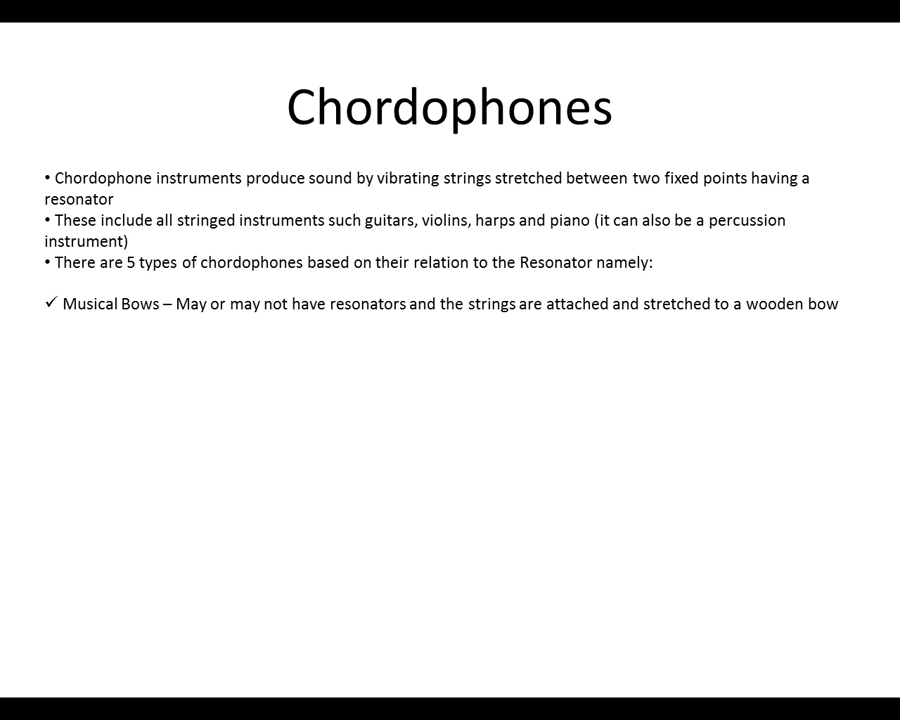 Chordophones
• Chordophone instruments produce sound by vibrating strings stretched between two fixed points having a
resonator
• These include all stringed instruments such guitars, violins, harps and piano (it can also be a percussion
instrument)
• There are 5 types of chordophones based on their relation to the Resonator namely:
✓ Musical Bows – May or may not have resonators and the strings are attached and stretched to a wooden bow